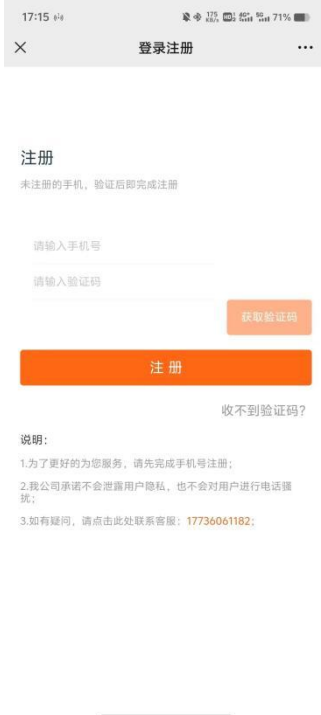 17:15
175 KB/s HD 4G 5G 71%
登录注册
注册
未注册的手机，验证后即完成注册
请输入手机号
请输入验证码
获取验证码
注 册
收不到验证码?
说明：
1.为了更好的为您服务，请先完成手机号注册；
2.我公司承诺不会泄露用户隐私，也不会对用户进行电话骚
扰；
3.如有疑问，请点击此处联系客服：17736061182；